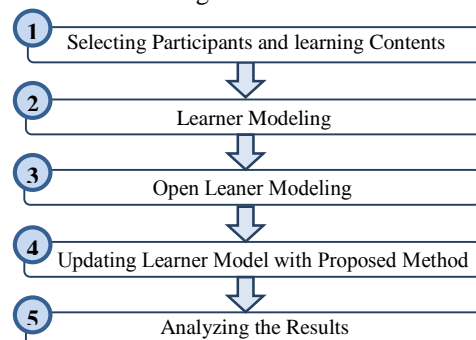 1
Selecting Participants and learning Contents
2
Learner Modeling
3
Open Leaner Modeling
4
Updating Learner Model with Proposed Method
5
Analyzing the Results